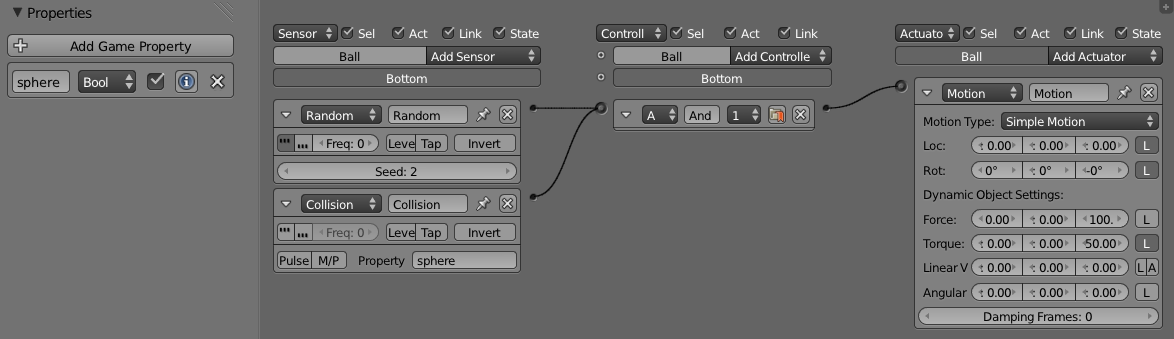 Properties
Add Game Property
sphere Bool
Sensor Sel Act Link State
Ball Add Sensor
Bottom
Random Random
Freq: 0 Leve Tap Invert
Seed: 2
Collision Collision
Freq: 0 Leve Tap Invert
Pulse M/P Property sphere
Controll Sel Act Link
Ball Add Controlle
Bottom
A And 1
Actuato Sel Act Link State
Ball Add Actuator
Motion Motion
Motion Type: Simple Motion
Loc: 0.00 0.00 0.00 L
Rot: 0° 0° -0° L
Dynamic Object Settings:
Force: 0.00 0.00 100. L
Torque: 0.00 0.00 50.00 L
Linear V 0.00 0.00 0.00 L A
Angular 0.00 0.00 0.00 L
Damping Frames: 0